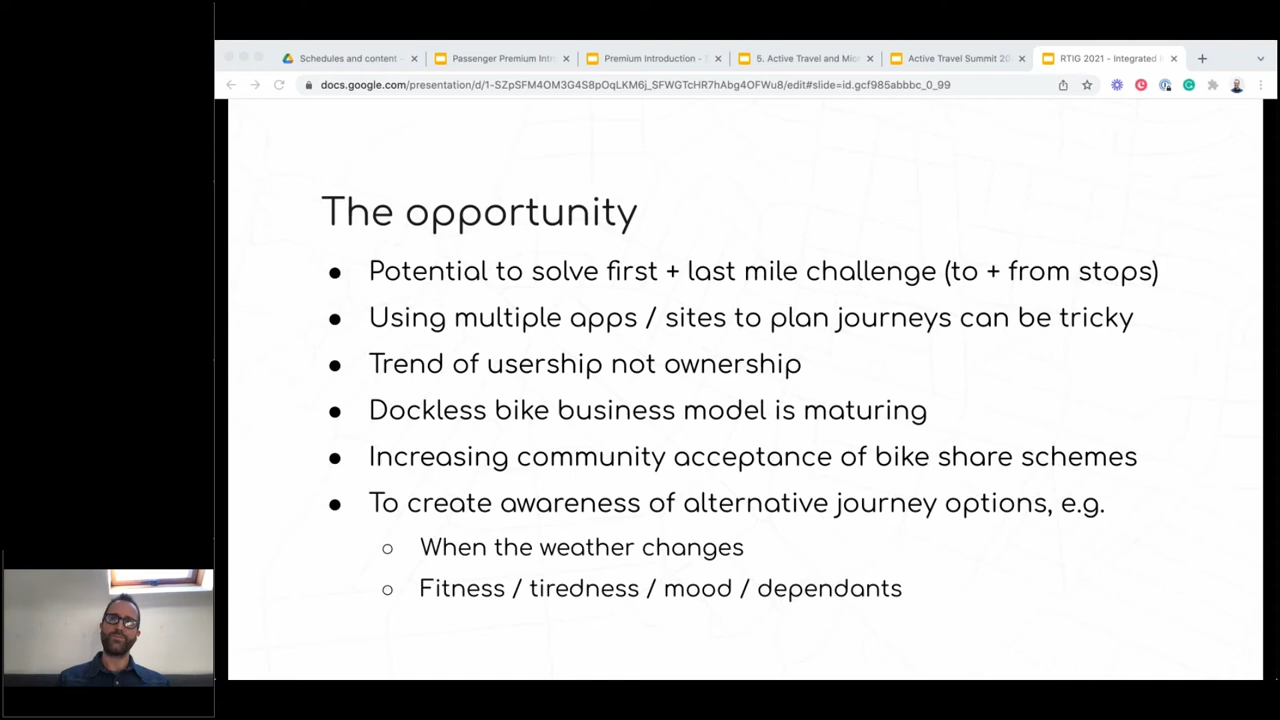 Schedules and content -
Passenger Premium Intr
Premium Introduction -
5. Active Travel and Mic
Active Travel Summit 20
RTIG 2021 - Integrated
docs.google.com/presentation/d/1-SZpSFM4OM3G4S8pOqLKM6j_SFWGTcHR7hAbg4OFWu8/edit#slide=id.gcf985abbbc_0_99
The opportunity
● Potential to solve first + last mile challenge (to + from stops)
● Using multiple apps / sites to plan journeys can be tricky
● Trend of usership not ownership
● Dockless bike business model is maturing
● Increasing community acceptance of bike share schemes
● To create awareness of alternative journey options, e.g.
○ When the weather changes
○ Fitness / tiredness / mood / dependants